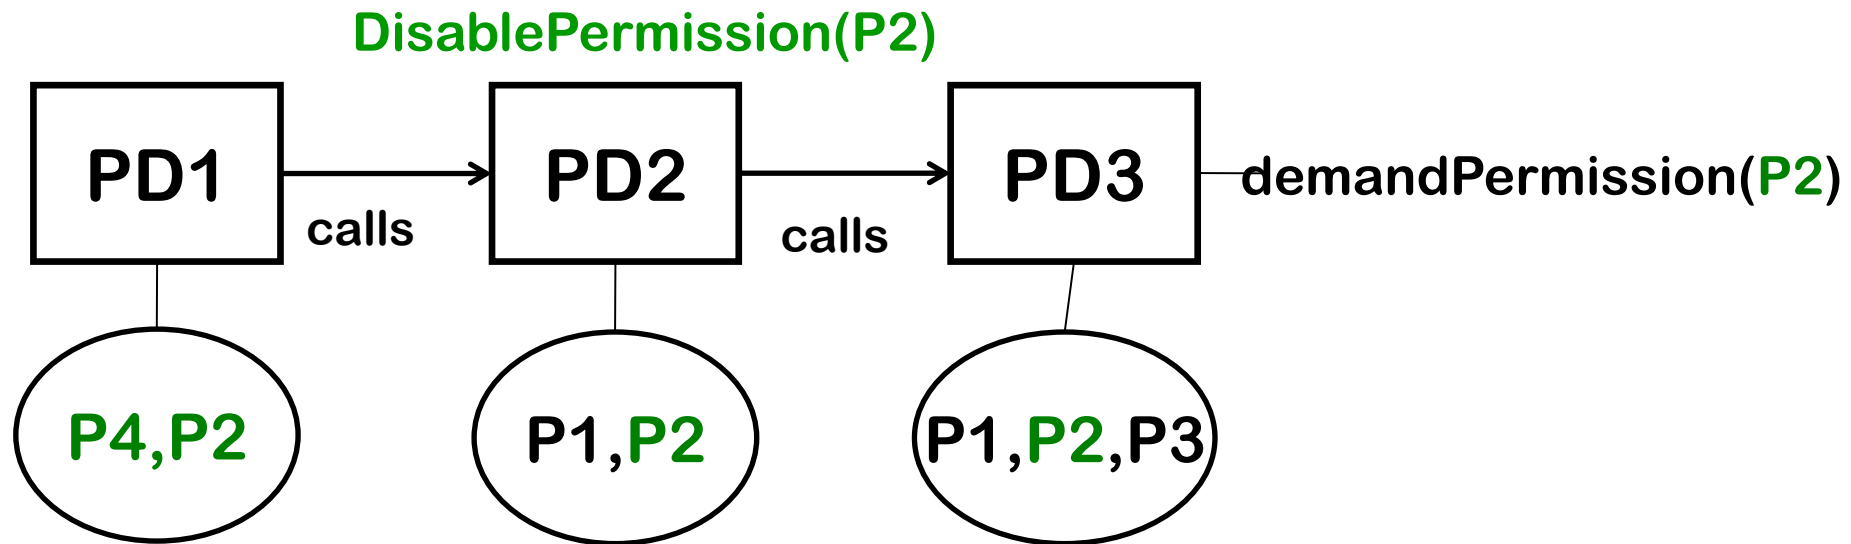 DisablePermission(P2)
PD1
calls
PD2
calls
PD3
demandPermission(P2)
P4,P2
P1,P2
P1,P2,P3